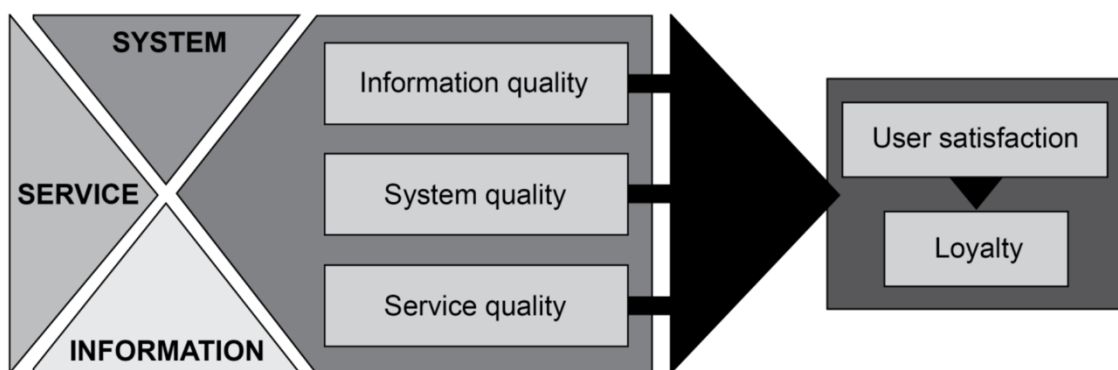 SYSTEM
SERVICE
INFORMATION
Information quality
System quality
Service quality
User satisfaction
Loyalty